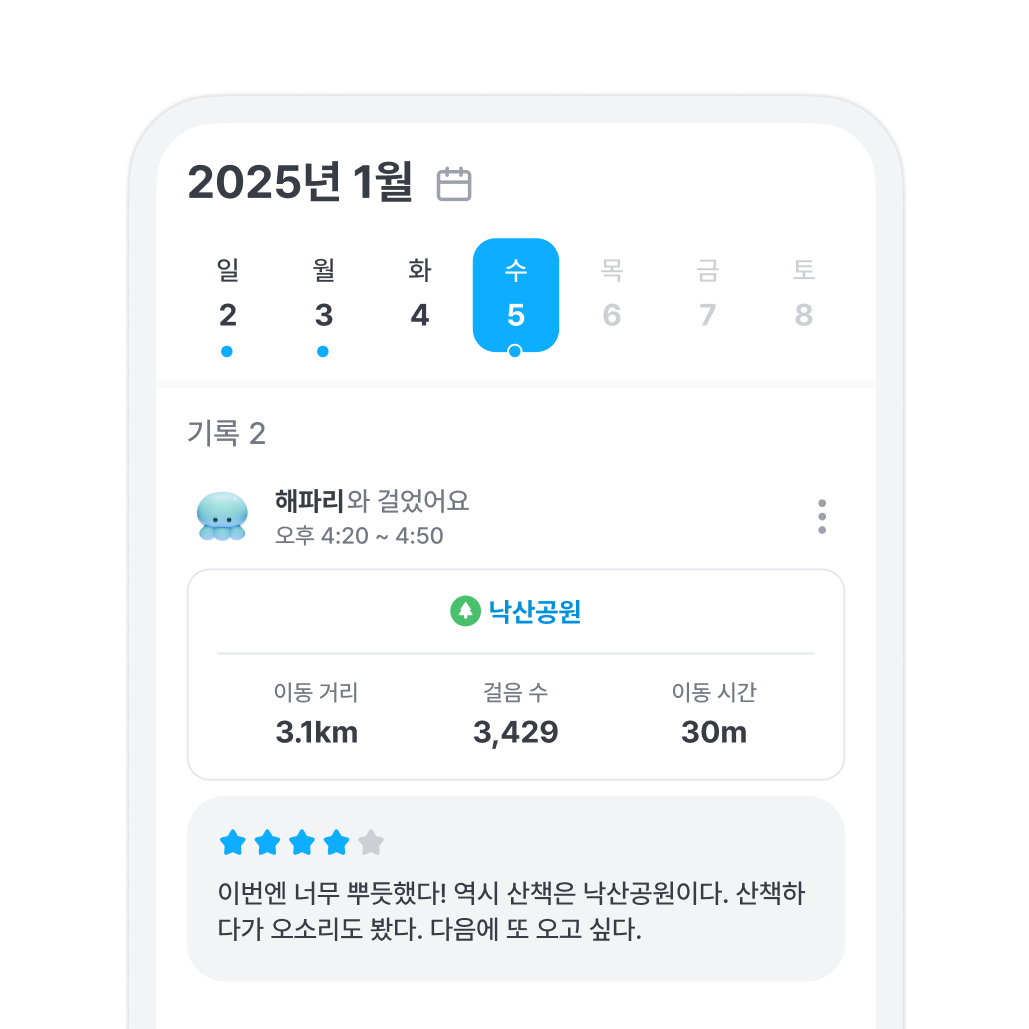 2025년 1월
일 월 화 수 목 금 토
2 3 4 5 6 7 8
기록 2
해파리와 걸었어요
오후 4:20 ~ 4:50
낙산공원
이동 거리 걸음 수 이동 시간
3.1km 3,429 30m
이번엔 너무 뿌듯했다! 역시 산책은 낙산공원이다. 산책하
다가 오소리도 봤다. 다음에 또 오고 싶다.